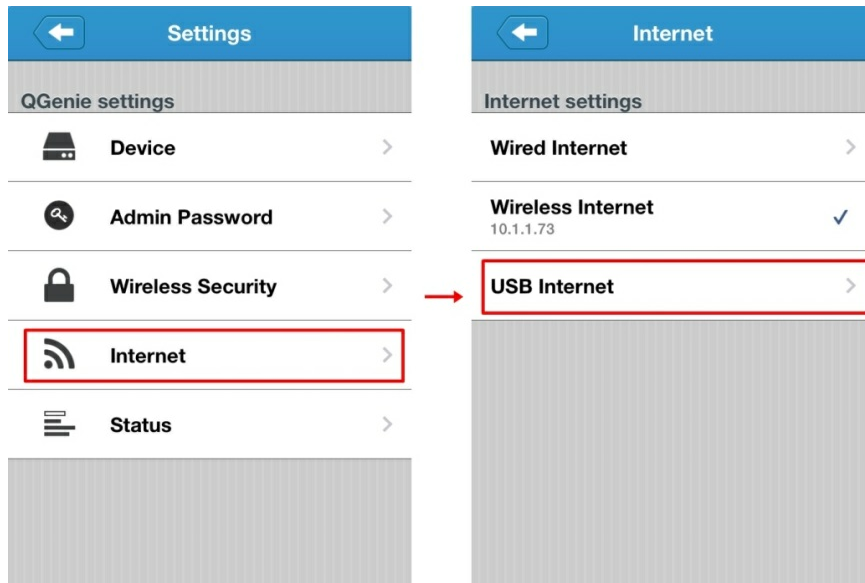 Settings
QGenie settings
Device
Admin Password
Wireless Security
Internet
Status
Internet
Internet settings
Wired Internet
Wireless Internet
10.1.1.73
USB Internet